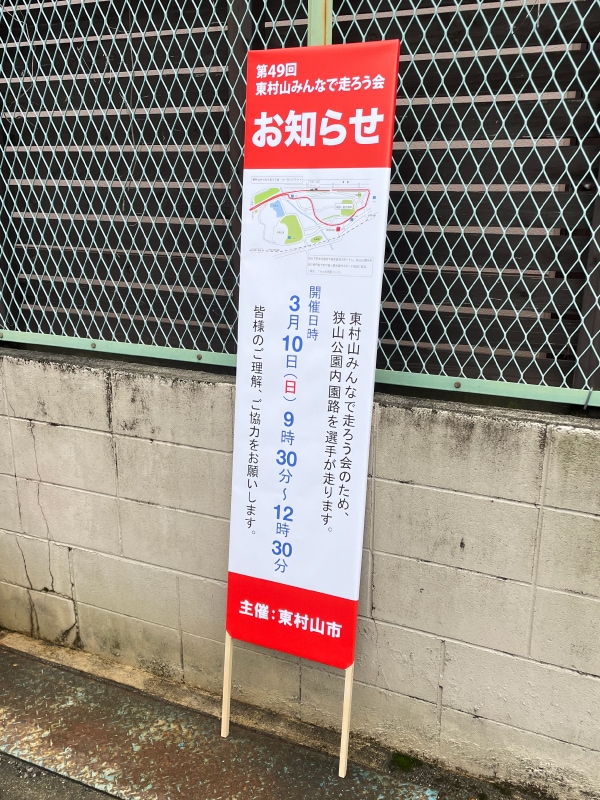 第49回
東村山みんなで走ろう会
お知らせ
東村山みんなで走ろう会のため、
狭山公園内園路を選手が走ります。
開催日時
3月10日(日)9時30分～12時30分
皆様のご理解、ご協力をお願いします。
主催：東村山市